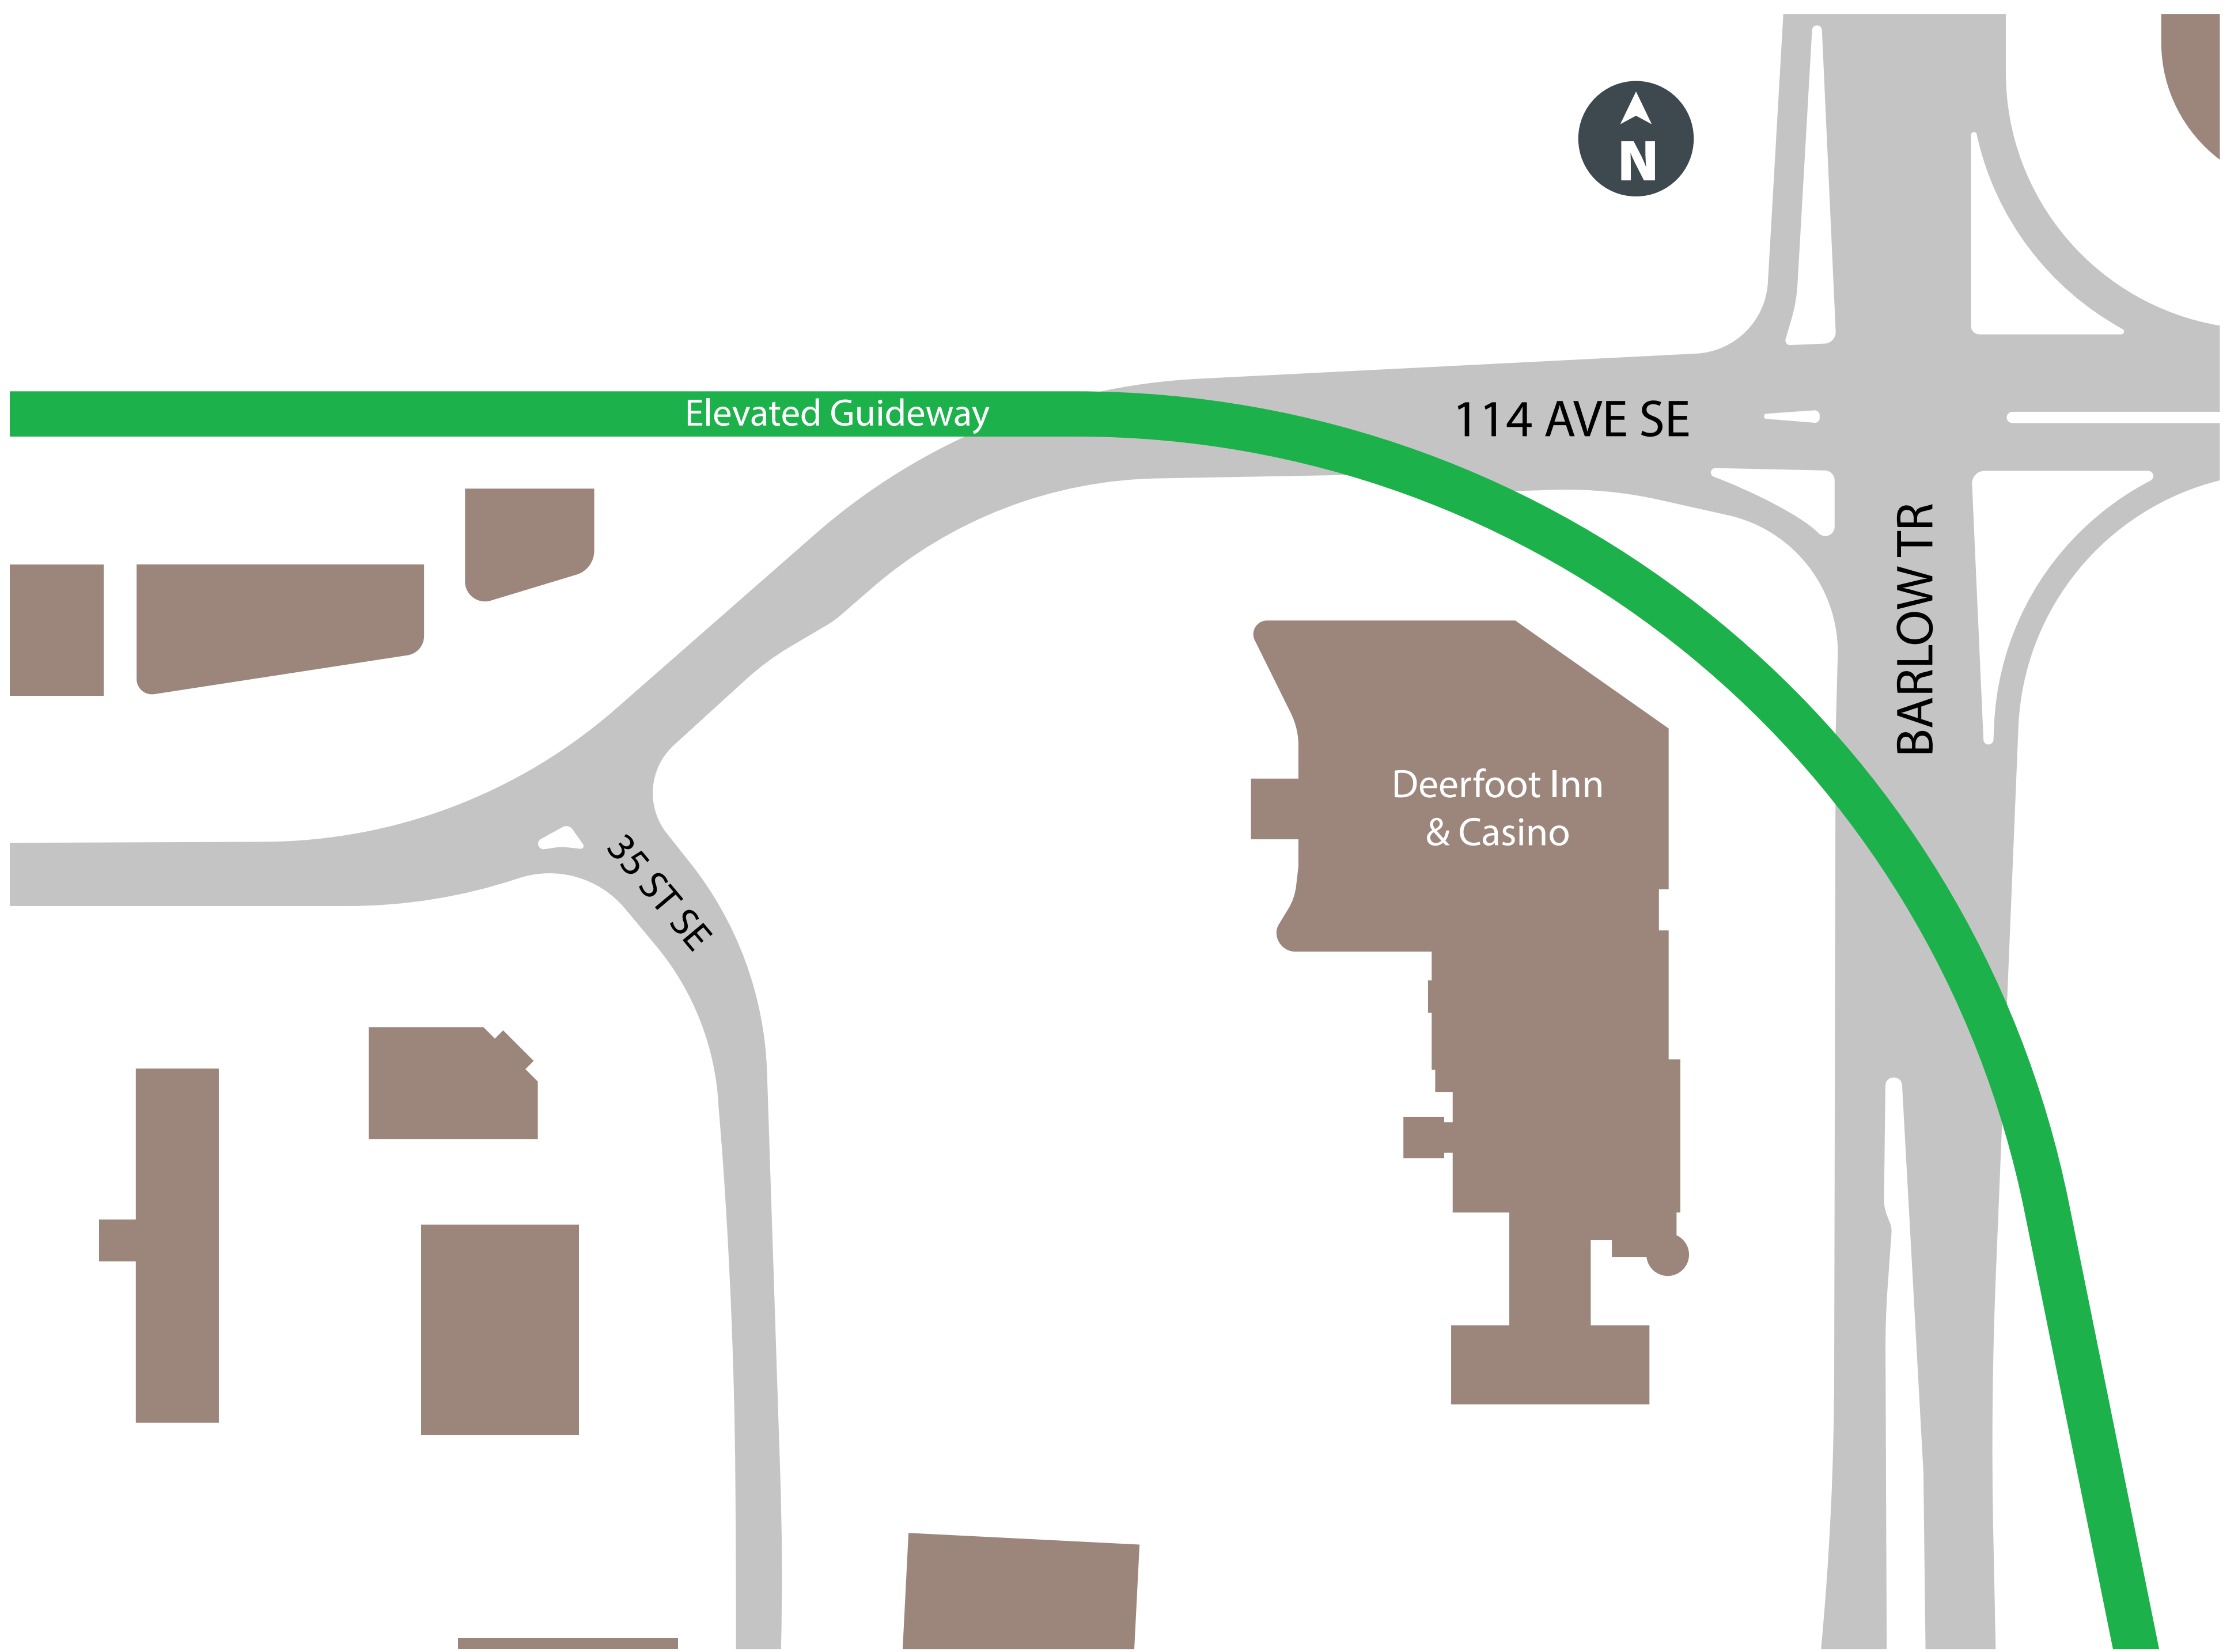 N
Elevated Guideway
114 AVE SE
BARLOW TR
Deerfoot Inn
& Casino
35 ST SE